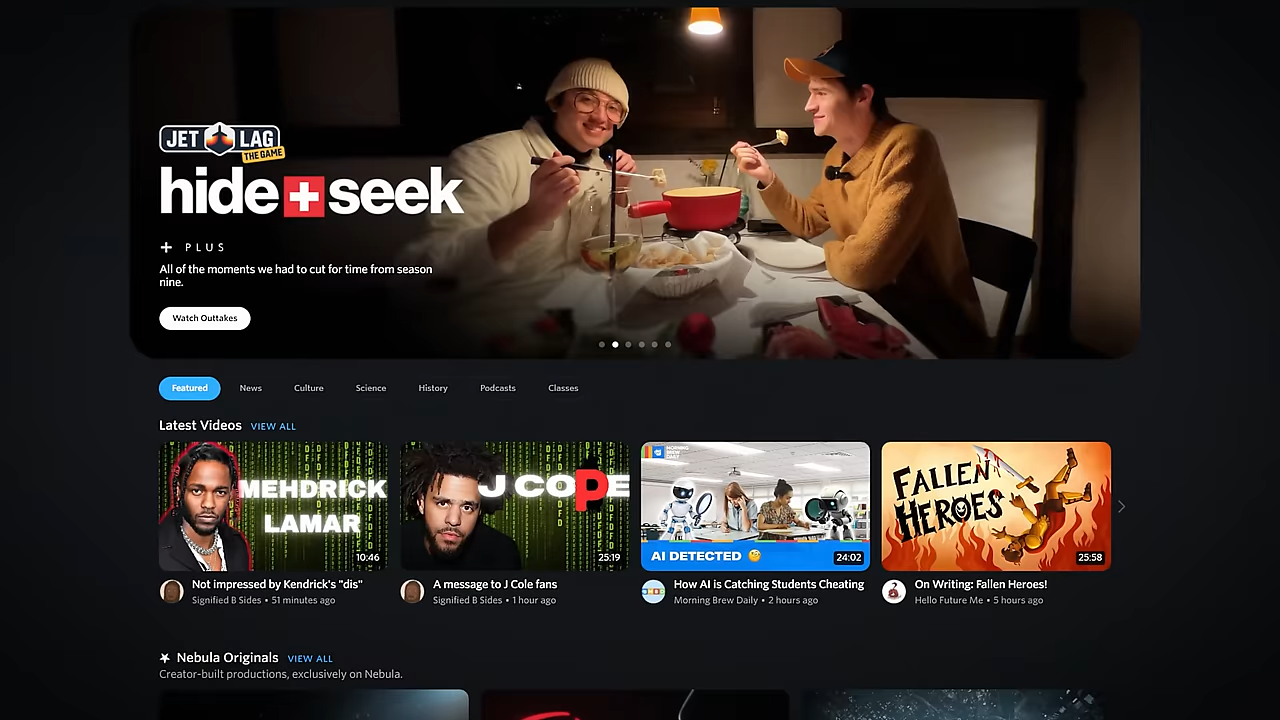 JET LAG
THE GAME
hide+seek
+ PLUS
All of the moments we had to cut for time from season
nine.
Watch Outtakes
Featured
News
Culture
Science
History
Podcasts
Classes
Latest Videos
VIEW ALL
MEHDRICK
LAMAR
10:46
J COPE
25:19
MORNING
BREW
DAILY
AI DETECTED
24:02
FALLEN
HEROES
25:58
Not impressed by Kendrick's "dis"
Signified B Sides • 51 minutes ago
A message to J Cole fans
Signified B Sides • 1 hour ago
How AI is Catching Students Cheating
Morning Brew Daily • 2 hours ago
On Writing: Fallen Heroes!
Hello Future Me • 5 hours ago
Nebula Originals
VIEW ALL
Creator-built productions, exclusively on Nebula.